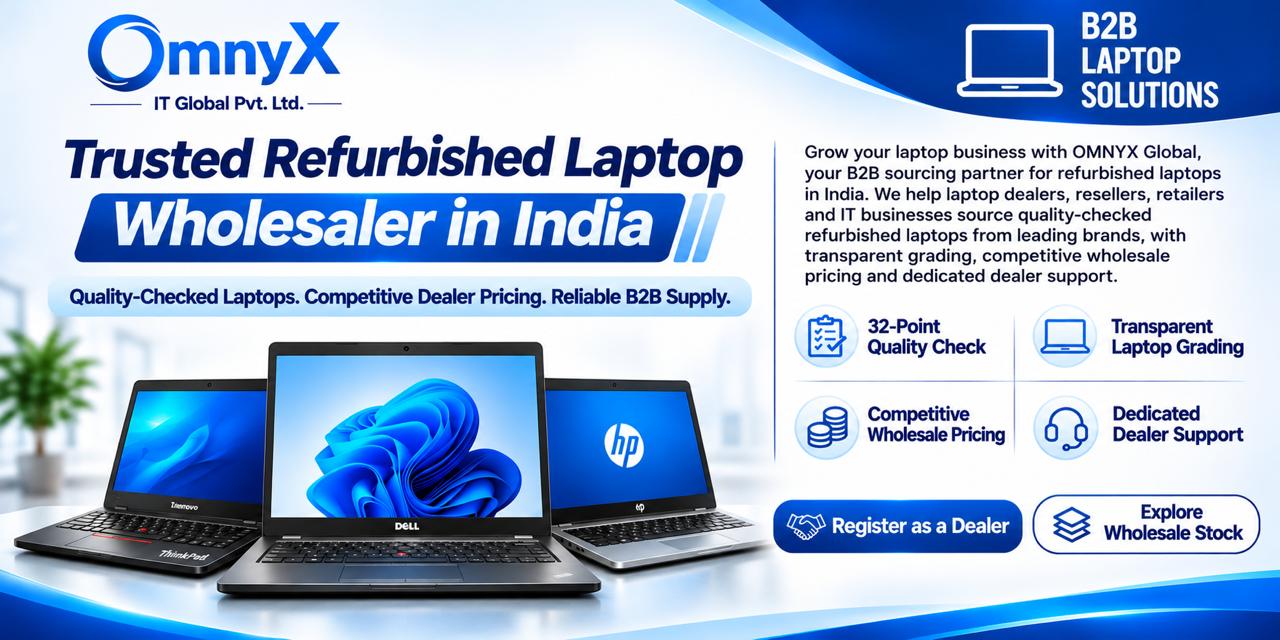 OmnyX
IT Global Pvt. Ltd.
B2B
LAPTOP
SOLUTIONS
Trusted Refurbished Laptop
Wholesaler in India
Quality-Checked Laptops. Competitive Dealer Pricing. Reliable B2B Supply.
Grow your laptop business with OMNYX Global,
your B2B sourcing partner for refurbished laptops
in India. We help laptop dealers, resellers, retailers
and IT businesses source quality-checked
refurbished laptops from leading brands, with
transparent grading, competitive wholesale
pricing and dedicated dealer support.
32-Point
Quality Check
Transparent
Laptop Grading
Competitive
Wholesale Pricing
Dedicated
Dealer Support
Register as a Dealer
Explore
Wholesale Stock
Lenovo
ThinkPad
DELL
hp
hp